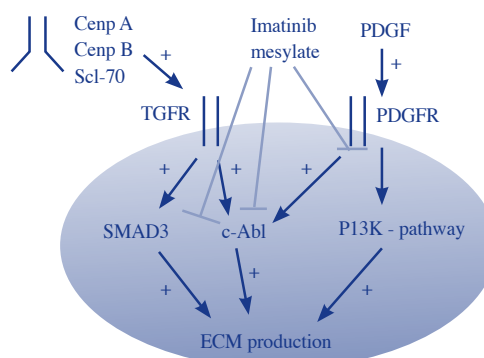 Cenp A
Cenp B
Scl-70
+
Imatinib
mesylate
PDGF
+
TGFR
PDGFR
+
+
+
SMAD3
c-Abl
P13K - pathway
+
+
+
ECM production